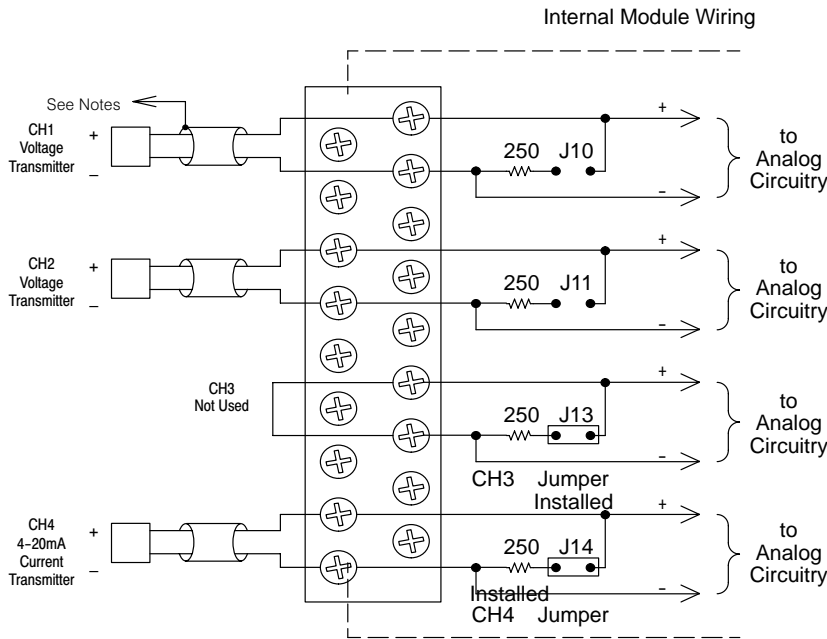 Internal Module Wiring
See Notes
CH1
Voltage
Transmitter
+
–
250
J10
+
–
to
Analog
Circuitry
CH2
Voltage
Transmitter
+
–
250
J11
+
–
to
Analog
Circuitry
CH3
Not Used
250
J13
+
–
to
Analog
Circuitry
CH3 Jumper
Installed
CH4
4–20mA
Current
Transmitter
+
–
250
J14
+
–
to
Analog
Circuitry
Installed
CH4 Jumper